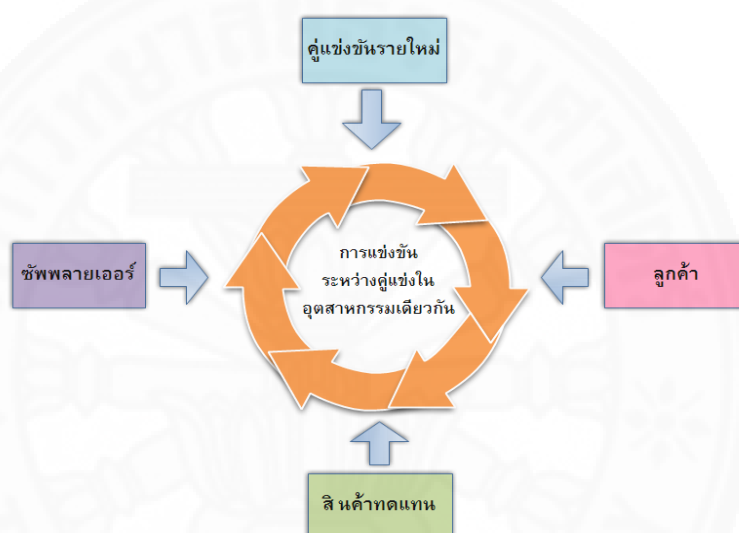 คู่แข่งขันรายใหม่
ซัพพลายเออร์
การแข่งขัน
ระหว่างคู่แข่งใน
อุตสาหกรรมเดียวกัน
ลูกค้า
สินค้าทดแทน